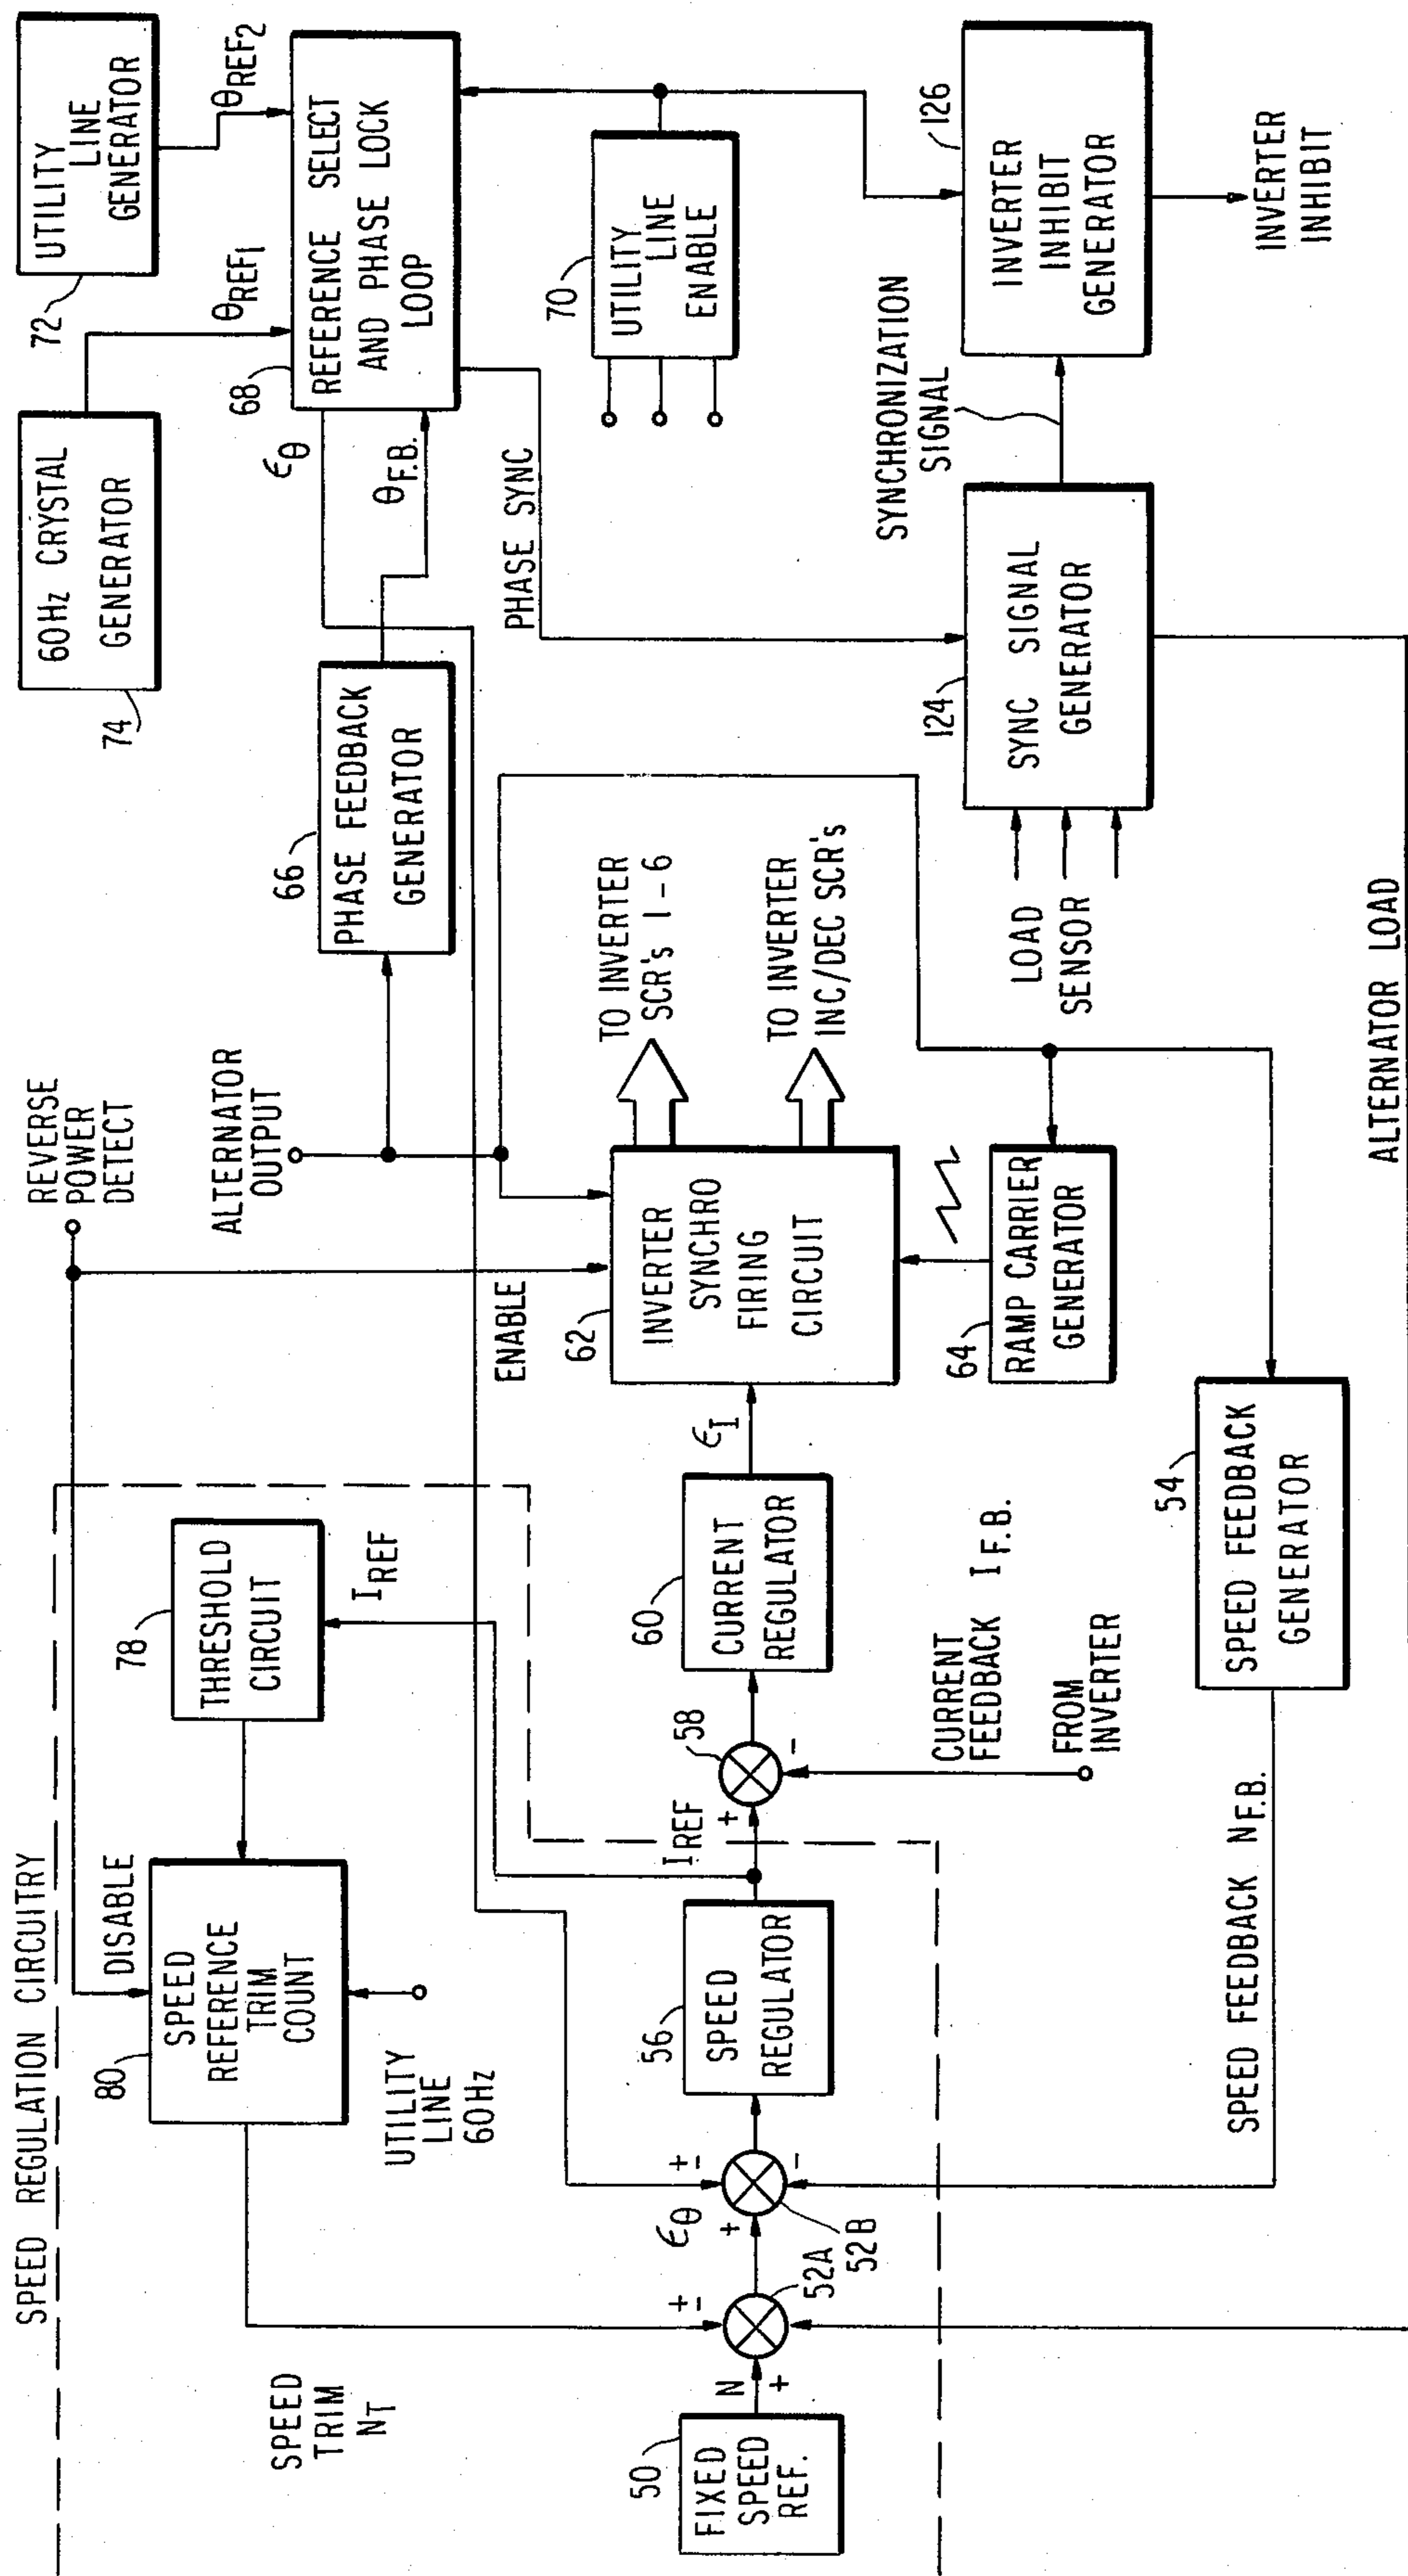 SPEED REGULATION CIRCUITRY
REVERSE
POWER
DETECT
74
60Hz CRYSTAL
GENERATOR
72
UTILITY
LINE
GENERATOR
DISABLE
80
SPEED
REFERENCE
TRIM
COUNT
78
THRESHOLD
CIRCUIT
I REF
ALTERNATOR
OUTPUT
θREF1
θREF2
SPEED
TRIM
NT
UTILITY
LINE
60Hz
66
PHASE FEEDBACK
GENERATOR
ϵθ
θF.B.
68
REFERENCE SELECT
AND PHASE LOCK
LOOP
ENABLE
PHASE SYNC
70
UTILITY
LINE
ENABLE
50
FIXED
SPEED
REF.
N
+
+
-
52A
ϵθ
+
+
-
-
52B
56
SPEED
REGULATOR
I REF
+
58
-
60
CURRENT
REGULATOR
ϵI
62
INVERTER
SYNCHRO
FIRING
CIRCUIT
TO INVERTER
SCR's 1-6
TO INVERTER
INC/DEC SCR's
CURRENT
FEEDBACK I F.B.
FROM
INVERTER
64
RAMP CARRIER
GENERATOR
LOAD
SENSOR
124
SYNC SIGNAL
GENERATOR
SYNCHRONIZATION
SIGNAL
126
INVERTER
INHIBIT
GENERATOR
INVERTER
INHIBIT
SPEED FEEDBACK NF.B.
54
SPEED FEEDBACK
GENERATOR
ALTERNATOR LOAD